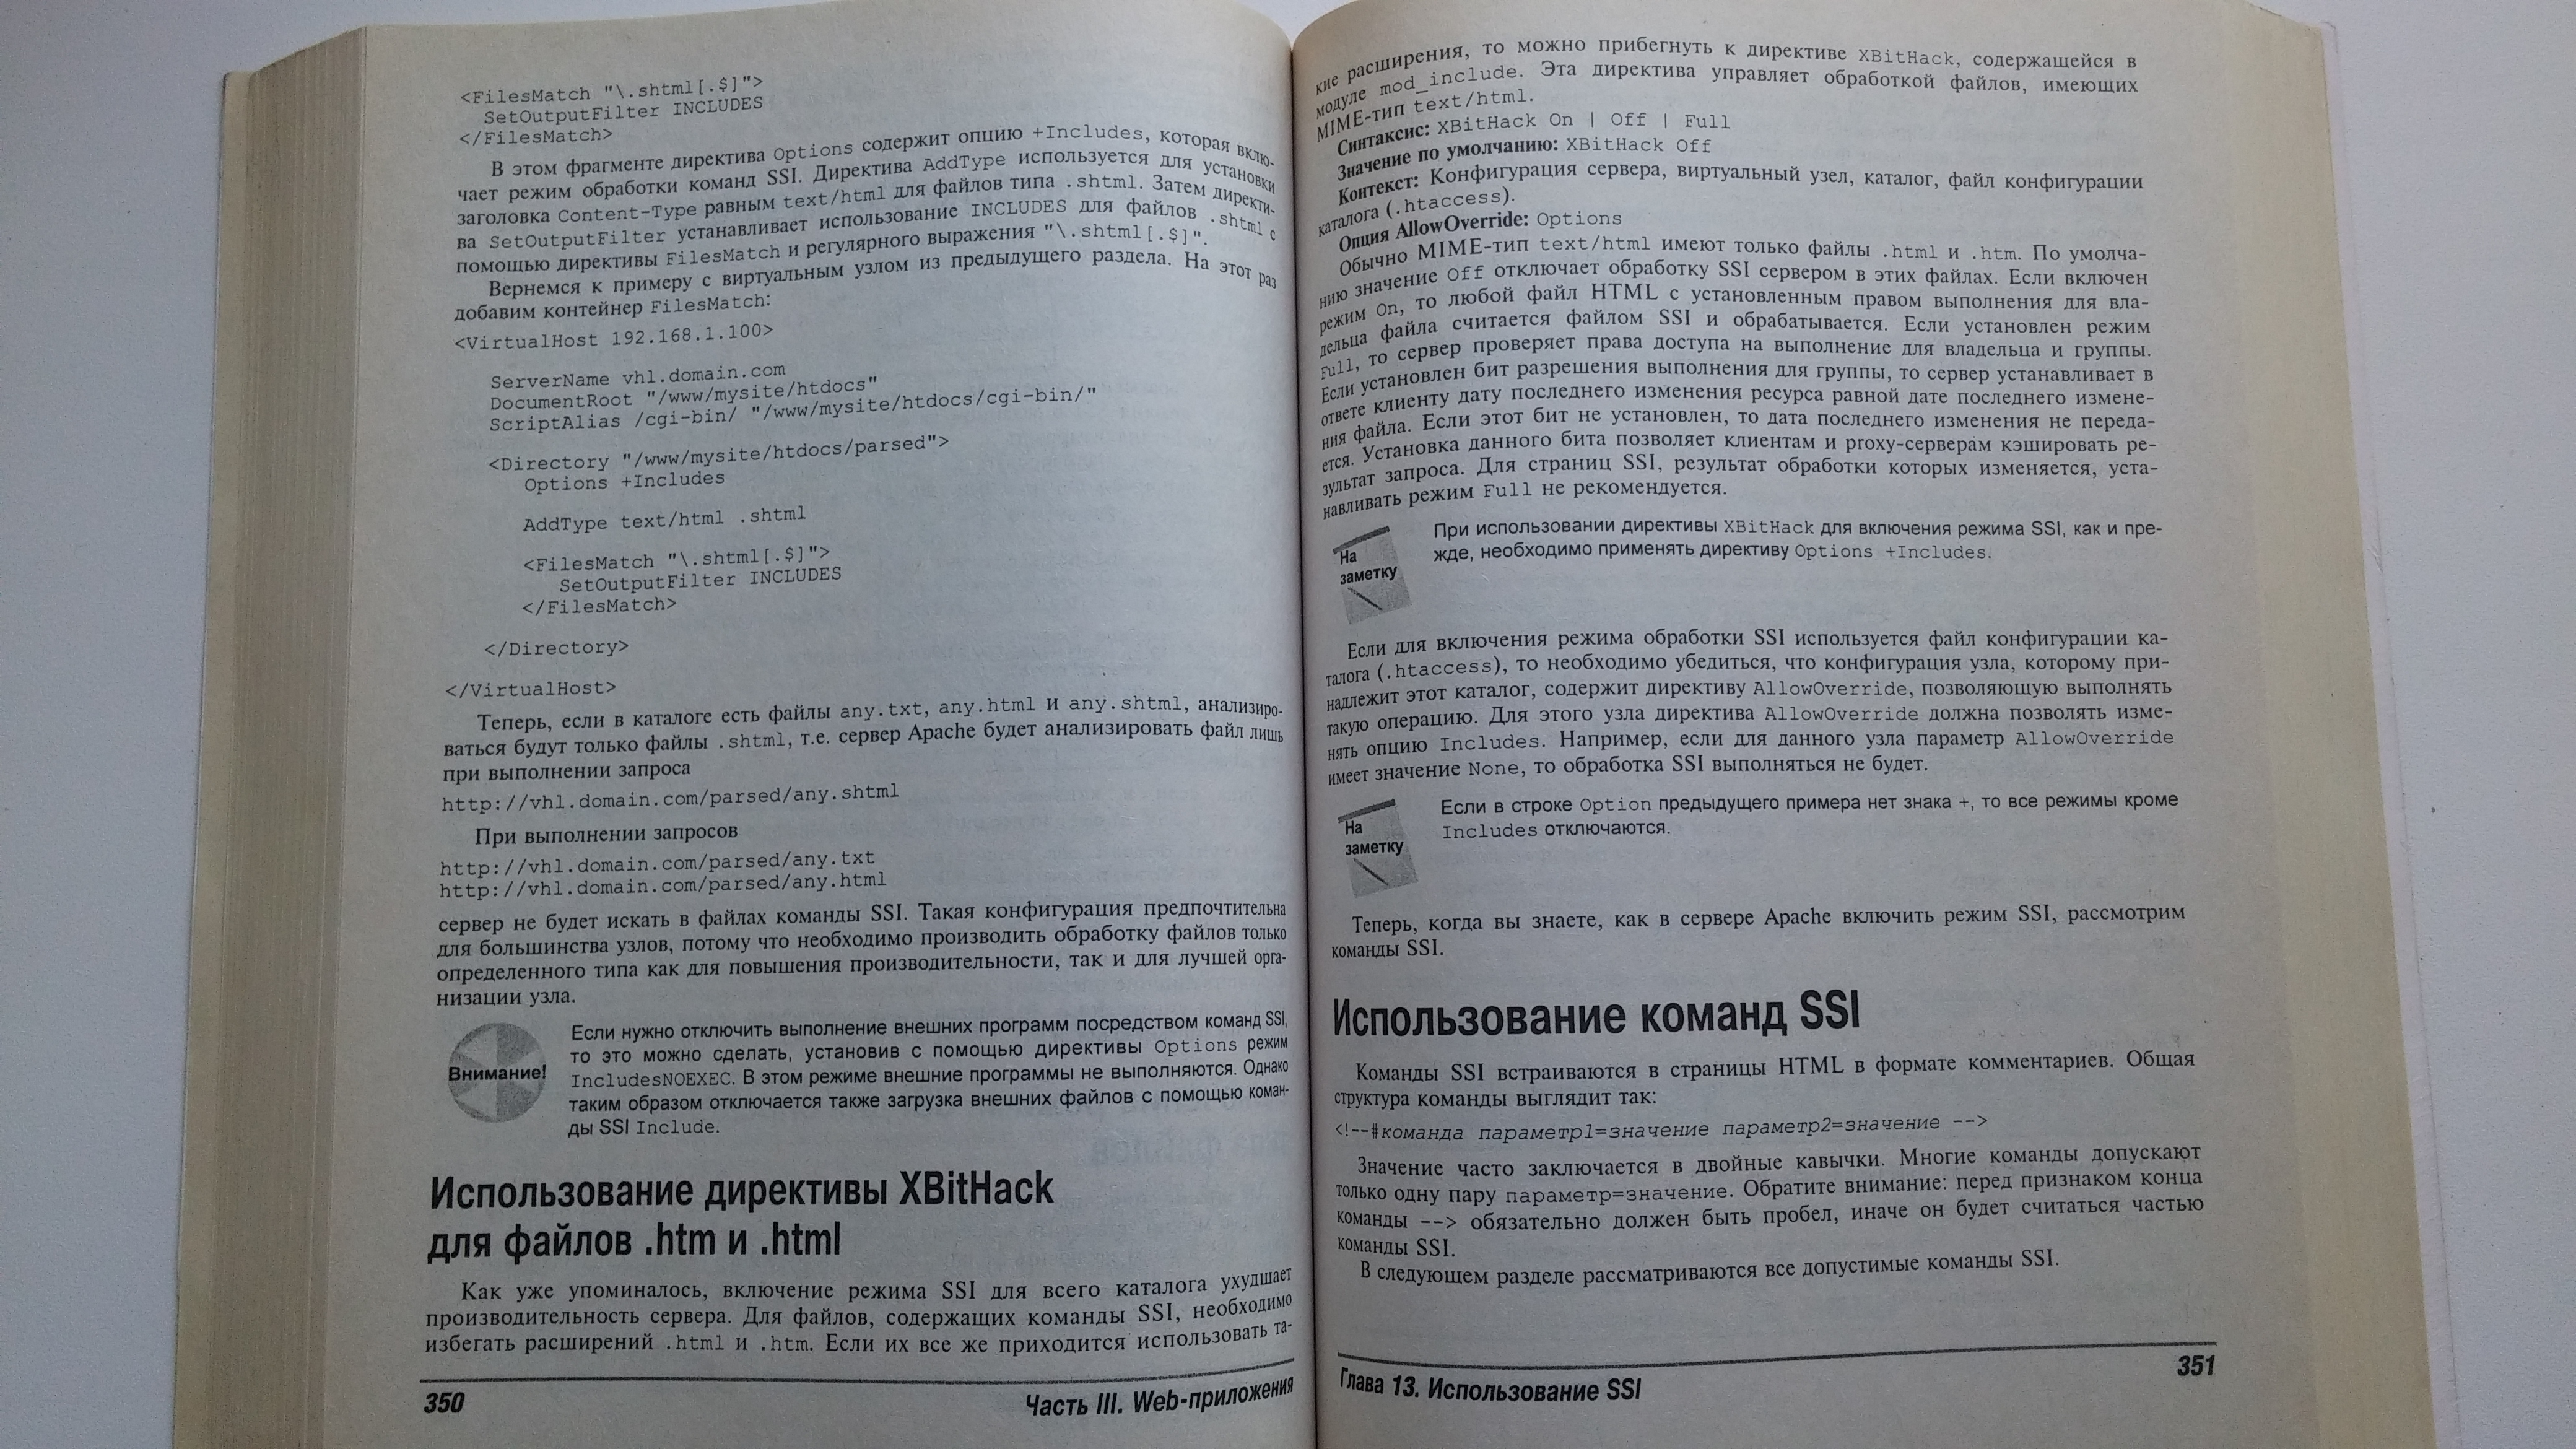 <FilesMatch "\.shtml[.$]">
SetOutputFilter INCLUDES
</FilesMatch>
В этом фрагменте директива Options содержит опцию +Includes, которая вклю-
чает режим обработки команд SSI. Директива AddType используется для установки
заголовка Content-Type равным text/html для файлов типа .shtml. Затем директи-
ва SetOutputFilter устанавливает использование INCLUDES для файлов .shtml с
помощью директивы FilesMatch и регулярного выражения "\.shtml[.$]".
Вернемся к примеру с виртуальным узлом из предыдущего раздела. На этот раз
добавим контейнер FilesMatch:
<VirtualHost 192.168.1.100>
ServerName vhl.domain.com
DocumentRoot "/www/mysite/htdocs"
ScriptAlias /cgi-bin/ "/www/mysite/htdocs/cgi-bin/"
<Directory "/www/mysite/htdocs/parsed">
Options +Includes
AddType text/html .shtml
<FilesMatch "\.shtml[.$]">
SetOutputFilter INCLUDES
</FilesMatch>
</Directory>
</VirtualHost>
Теперь, если в каталоге есть файлы any.txt, any.html и any.shtml, анализиро-
ваться будут только файлы .shtml, т.е. сервер Apache будет анализировать файл лишь
при выполнении запроса
http://vhl.domain.com/parsed/any.shtml
При выполнении запросов
http://vhl.domain.com/parsed/any.txt
http://vhl.domain.com/parsed/any.html
сервер не будет искать в файлах команды SSI. Такая конфигурация предпочтительна
для большинства узлов, потому что необходимо производить обработку файлов только
определенного типа как для повышения производительности, так и для лучшей орга-
низации узла.
Внимание!
Если нужно отключить выполнение внешних программ посредством команд SSI,
то это можно сделать, установив с помощью директивы Options режим
IncludesNOEXEC. В этом режиме внешние программы не выполняются. Однако
таким образом отключается также загрузка внешних файлов с помощью коман-
ды SSI Include.
Использование директивы XBitHack
для файлов .htm и .html
Как уже упоминалось, включение режима SSI для всего каталога ухудшает
производительность сервера. Для файлов, содержащих команды SSI, необходимо
избегать расширений .html и .htm. Если их все же приходится использовать та-
350
Часть III. Web-приложения
кие расширения, то можно прибегнуть к директиве XBitHack, содержащейся в
модуле mod_include. Эта директива управляет обработкой файлов, имеющих
MIME-тип text/html.
Синтаксис: XBitHack On | Off | Full
Значение по умолчанию: XBitHack Off
Контекст: Конфигурация сервера, виртуальный узел, каталог, файл конфигурации
каталога (.htaccess).
Опция AllowOverride: Options
Обычно MIME-тип text/html имеют только файлы .html и .htm. По умолча-
нию значение Off отключает обработку SSI сервером в этих файлах. Если включен
режим On, то любой файл HTML с установленным правом выполнения для вла-
дельца файла считается файлом SSI и обрабатывается. Если установлен режим
Full, то сервер проверяет права доступа на выполнение для владельца и группы.
Если установлен бит разрешения выполнения для группы, то сервер устанавливает в
ответе клиенту дату последнего изменения ресурса равной дате последнего измене-
ния файла. Если этот бит не установлен, то дата последнего изменения не переда-
ется. Установка данного бита позволяет клиентам и proxy-серверам кэшировать ре-
зультат запроса. Для страниц SSI, результат обработки которых изменяется, уста-
навливать режим Full не рекомендуется.
На
заметку
При использовании директивы XBitHack для включения режима SSI, как и пре-
жде, необходимо применять директиву Options +Includes.
Если для включения режима обработки SSI используется файл конфигурации ка-
талога (.htaccess), то необходимо убедиться, что конфигурация узла, которому при-
надлежит этот каталог, содержит директиву AllowOverride, позволяющую выполнять
такую операцию. Для этого узла директива AllowOverride должна позволять изме-
нять опцию Includes. Например, если для данного узла параметр AllowOverride
имеет значение None, то обработка SSI выполняться не будет.
На
заметку
Если в строке Option предыдущего примера нет знака +, то все режимы кроме
Includes отключаются.
Теперь, когда вы знаете, как в сервере Apache включить режим SSI, рассмотрим
команды SSI.
Использование команд SSI
Команды SSI встраиваются в страницы HTML в формате комментариев. Общая
структура команды выглядит так:
<!--#команда параметр1=значение параметр2=значение -->
Значение часто заключается в двойные кавычки. Многие команды допускают
только одну пару параметр=значение. Обратите внимание: перед признаком конца
команды --> обязательно должен быть пробел, иначе он будет считаться частью
команды SSI.
В следующем разделе рассматриваются все допустимые команды SSI.
Глава 13. Использование SSI
351